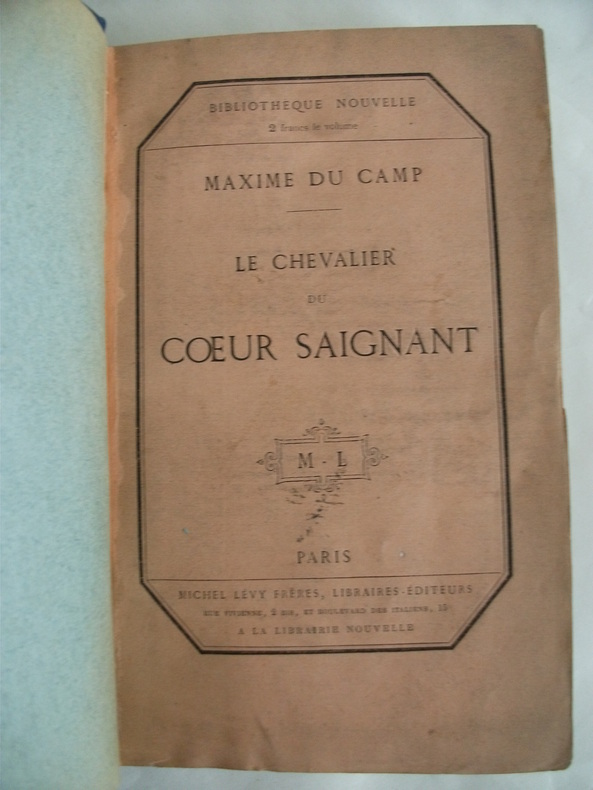 BIBLIOTHEQUE NOUVELLE
2 francs le volume
MAXIME DU CAMP
LE CHEVALIER
DU
CŒUR SAIGNANT
M - L
PARIS
MICHEL LÉVY FRÈRES, LIBRAIRES-ÉDITEURS
RUE VIVIENNE, 2 BIS, ET BOULEVARD DES ITALIENS, 15
A LA LIBRAIRIE NOUVELLE